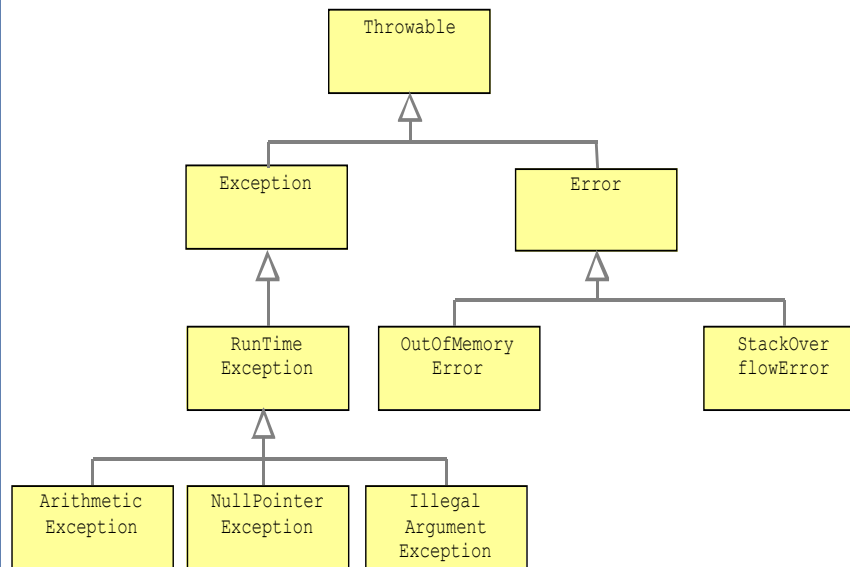 Throwable
Exception
Error
RunTime
Exception
OutOfMemory
Error
StackOver
flowError
Arithmetic
Exception
NullPointer
Exception
Illegal
Argument
Exception